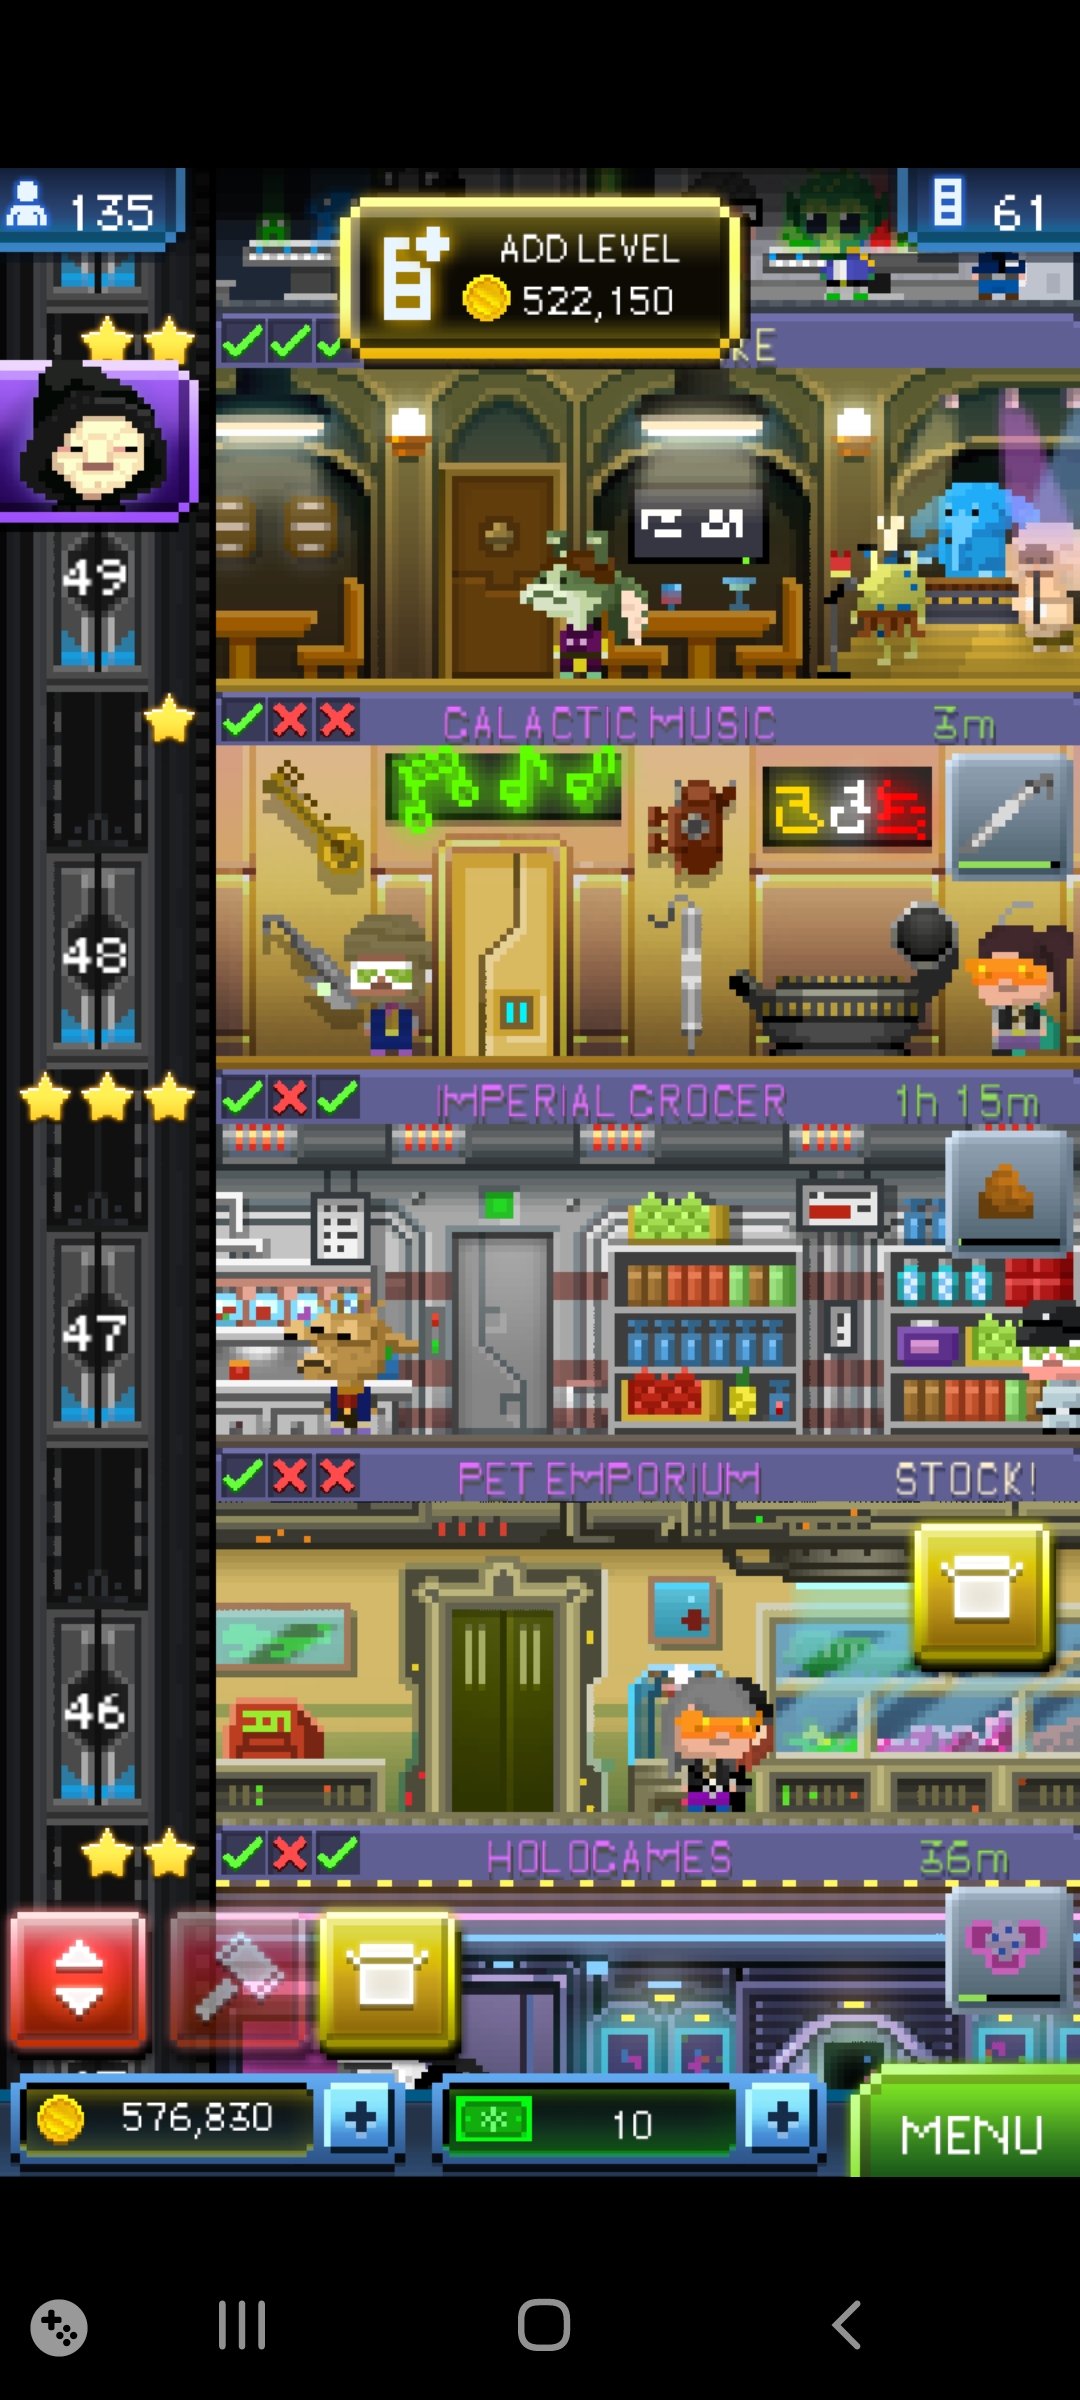 135
ADD LEVEL
522,150
61
49
GALACTIC MUSIC
3m
48
IMPERIAL GROCER
1h 15m
47
PET EMPORIUM
STOCK!
46
HOLOGAMES
36m
576,830
10
MENU